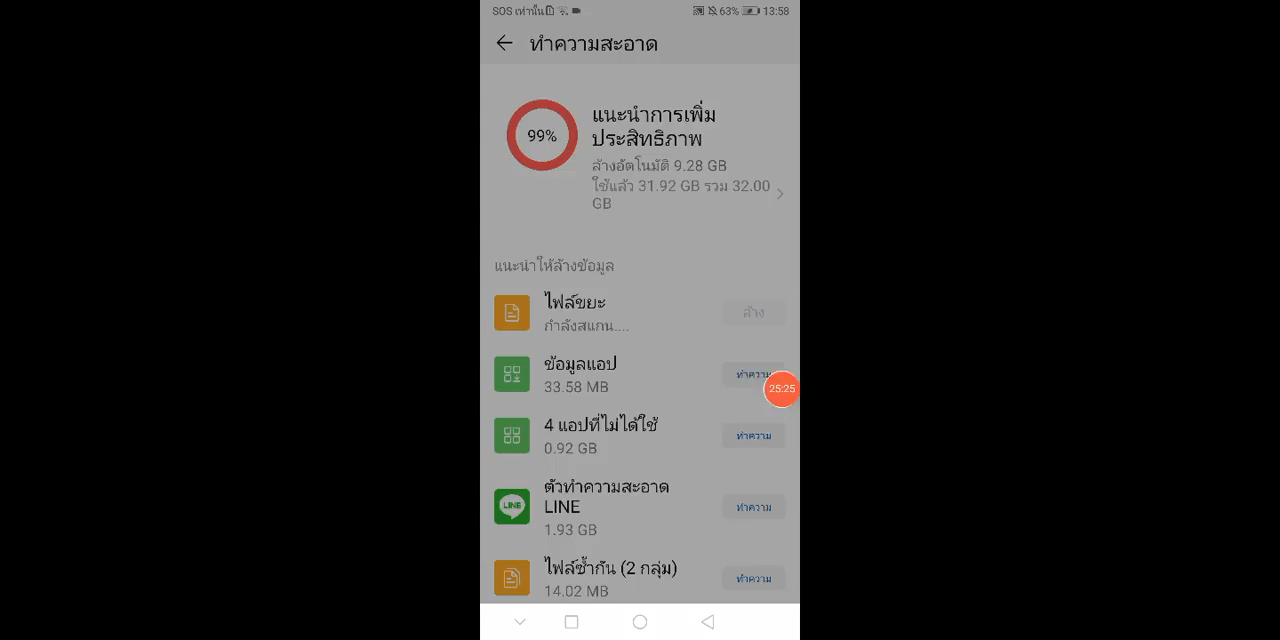 SOS เท่านั้น 63% 13:58
ทำความสะอาด
99%
แนะนำการเพิ่ม
ประสิทธิภาพ
ล้างอัตโนมัติ 9.28 GB
ใช้แล้ว 31.92 GB รวม 32.00
GB
แนะนำให้ล้างข้อมูล
ไฟล์ขยะ
กำลังสแกน....
ล้าง
ข้อมูลแอป
33.58 MB
ทำความ
25:25
4 แอปที่ไม่ได้ใช้
0.92 GB
ทำความ
ตัวทำความสะอาด
LINE
LINE
1.93 GB
ทำความ
ไฟล์ซ้ำกัน (2 กลุ่ม)
14.02 MB
ทำความ